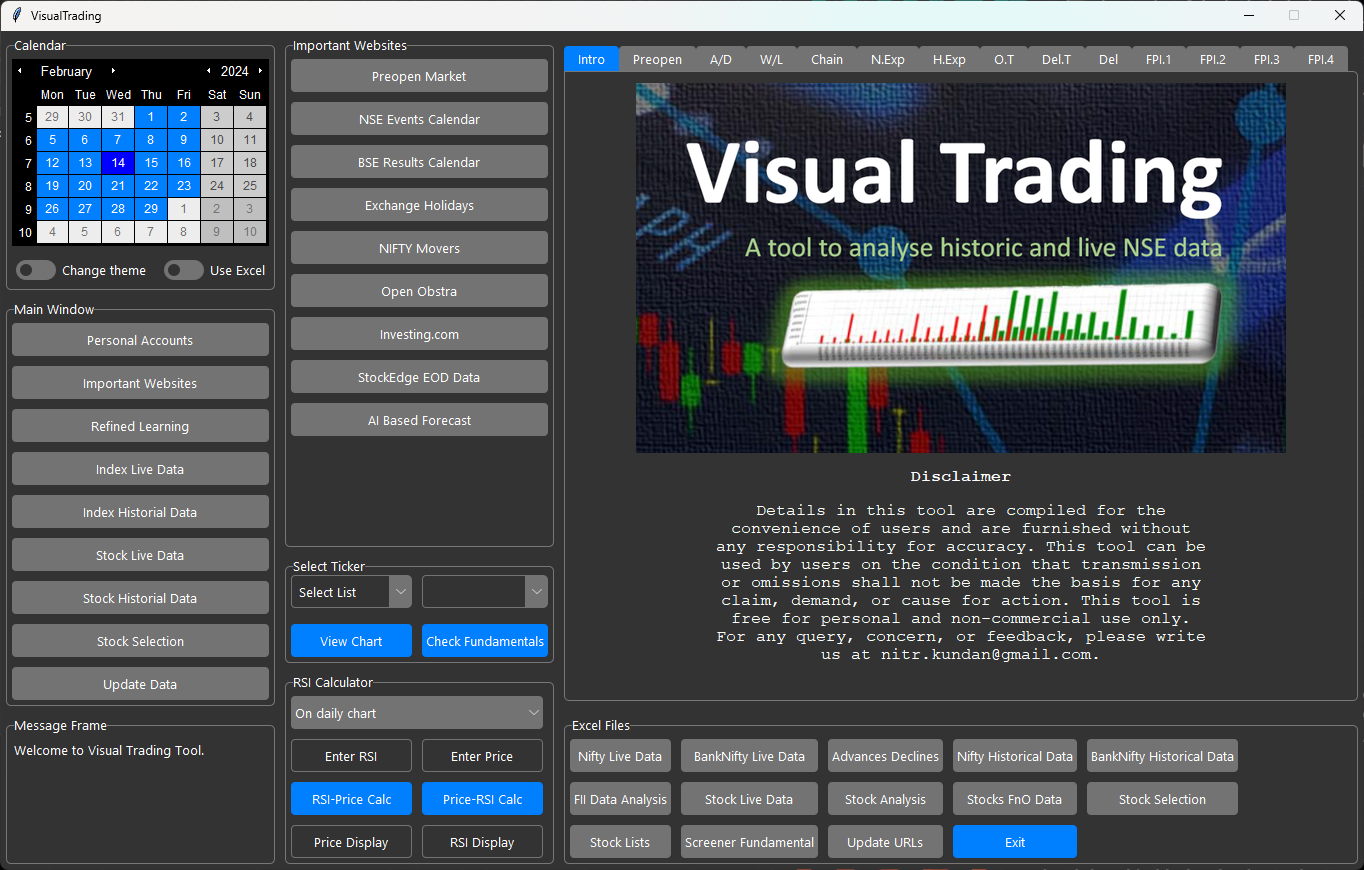 VisualTrading
Calendar
February 2024
Mon Tue Wed Thu Fri Sat Sun
5 29 30 31 1 2 3 4
6 5 6 7 8 9 10 11
7 12 13 14 15 16 17 18
8 19 20 21 22 23 24 25
9 26 27 28 29 1 2 3
10 4 5 6 7 8 9 10
Change theme Use Excel
Main Window
Personal Accounts
Important Websites
Refined Learning
Index Live Data
Index Historial Data
Stock Live Data
Stock Historial Data
Stock Selection
Update Data
Message Frame
Welcome to Visual Trading Tool.
Important Websites
Preopen Market
NSE Events Calendar
BSE Results Calendar
Exchange Holidays
NIFTY Movers
Open Obstra
Investing.com
StockEdge EOD Data
AI Based Forecast
Select Ticker
Select List
View Chart Check Fundamentals
RSI Calculator
On daily chart
Enter RSI Enter Price
RSI-Price Calc Price-RSI Calc
Price Display RSI Display
Intro Preopen A/D W/L Chain N.Exp H.Exp O.T Del.T Del FPI.1 FPI.2 FPI.3 FPI.4
Visual Trading
A tool to analyse historic and live NSE data
Disclaimer
Details in this tool are compiled for the
convenience of users and are furnished without
any responsibility for accuracy. This tool can be
used by users on the condition that transmission
or omissions shall not be made the basis for any
claim, demand, or cause for action. This tool is
free for personal and non-commercial use only.
For any query, concern, or feedback, please write
us at nitr.kundan@gmail.com.
Excel Files
Nifty Live Data BankNifty Live Data Advances Declines Nifty Historical Data BankNifty Historical Data
FII Data Analysis Stock Live Data Stock Analysis Stocks FnO Data Stock Selection
Stock Lists Screener Fundamental Update URLs Exit